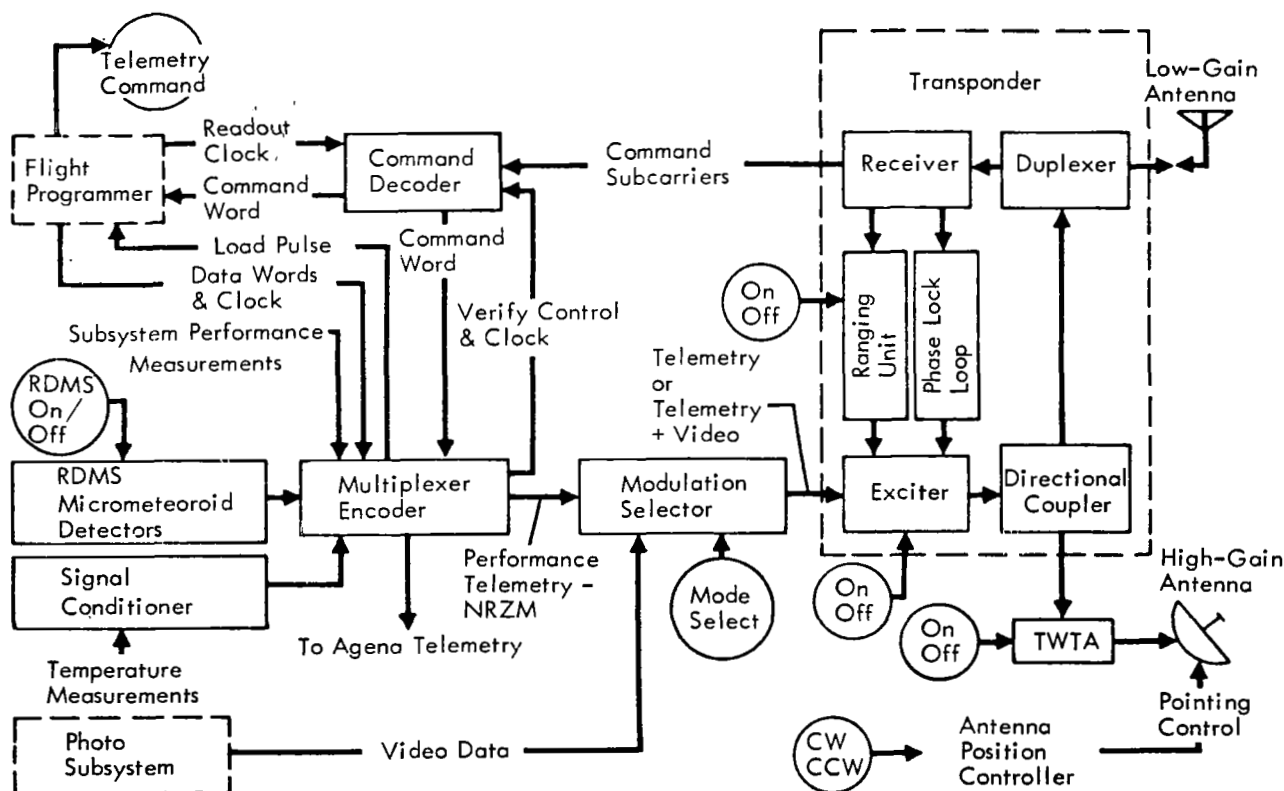 Telemetry
Command
Flight
Programmer
Readout
Clock
Command
Word
Command
Decoder
Command
Subcarriers
Transponder
Receiver
Duplexer
Low-Gain
Antenna
Load Pulse
Data Words
& Clock
Command
Word
Verify Control
& Clock
Subsystem Performance
Measurements
On
Off
Ranging
Unit
Phase Lock
Loop
Telemetry
or
Telemetry
+ Video
RDMS
On/
Off
RDMS
Micrometeoroid
Detectors
Multiplexer
Encoder
Modulation
Selector
Exciter
Directional
Coupler
Signal
Conditioner
Performance
Telemetry -
NRZM
Mode
Select
On
Off
On
Off
TWTA
High-Gain
Antenna
To Agena Telemetry
Temperature
Measurements
Photo
Subsystem
Video Data
CW
CCW
Antenna
Position
Controller
Pointing
Control